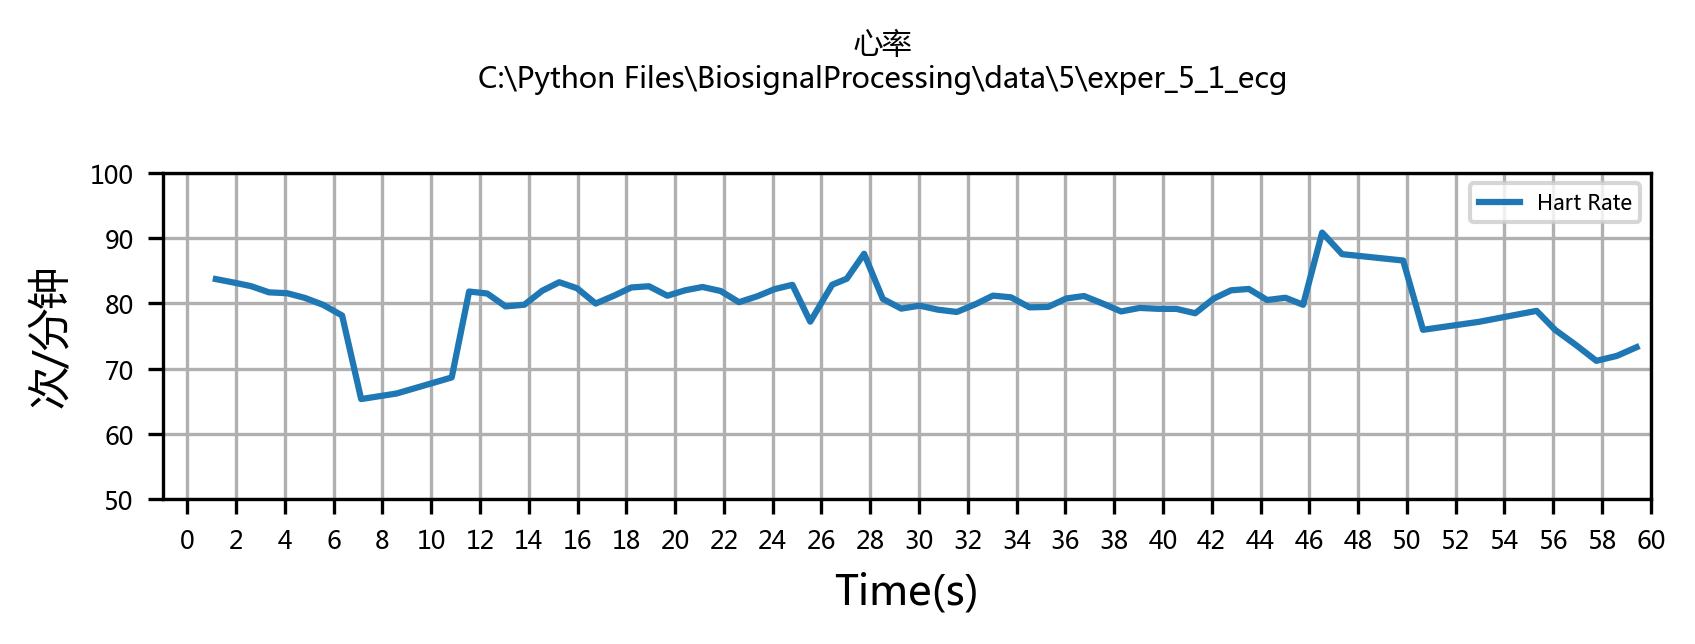 心率
C:\Python Files\BiosignalProcessing\data\5\exper_5_1_ecg
次/分钟
100
90
80
70
60
50
Hart Rate
0 2 4 6 8 10 12 14 16 18 20 22 24 26 28 30 32 34 36 38 40 42 44 46 48 50 52 54 56 58 60
Time(s)